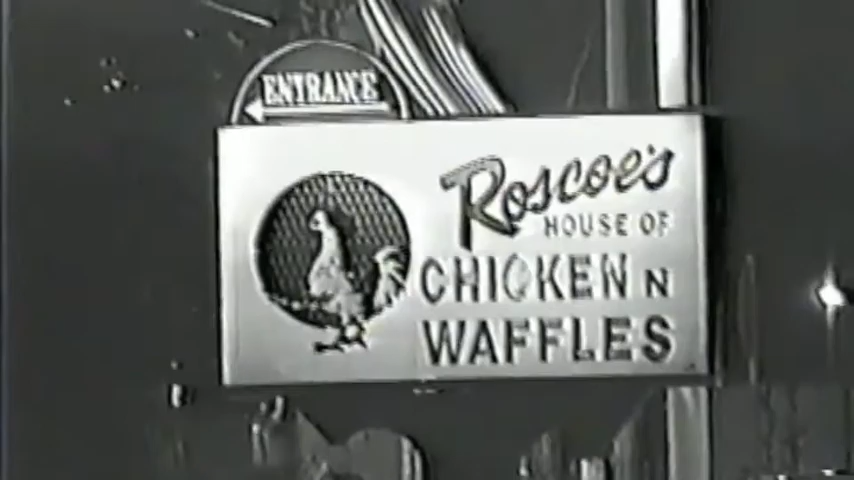 ENTRANCE
Roscoe's
HOUSE OF
CHICKEN N
WAFFLES